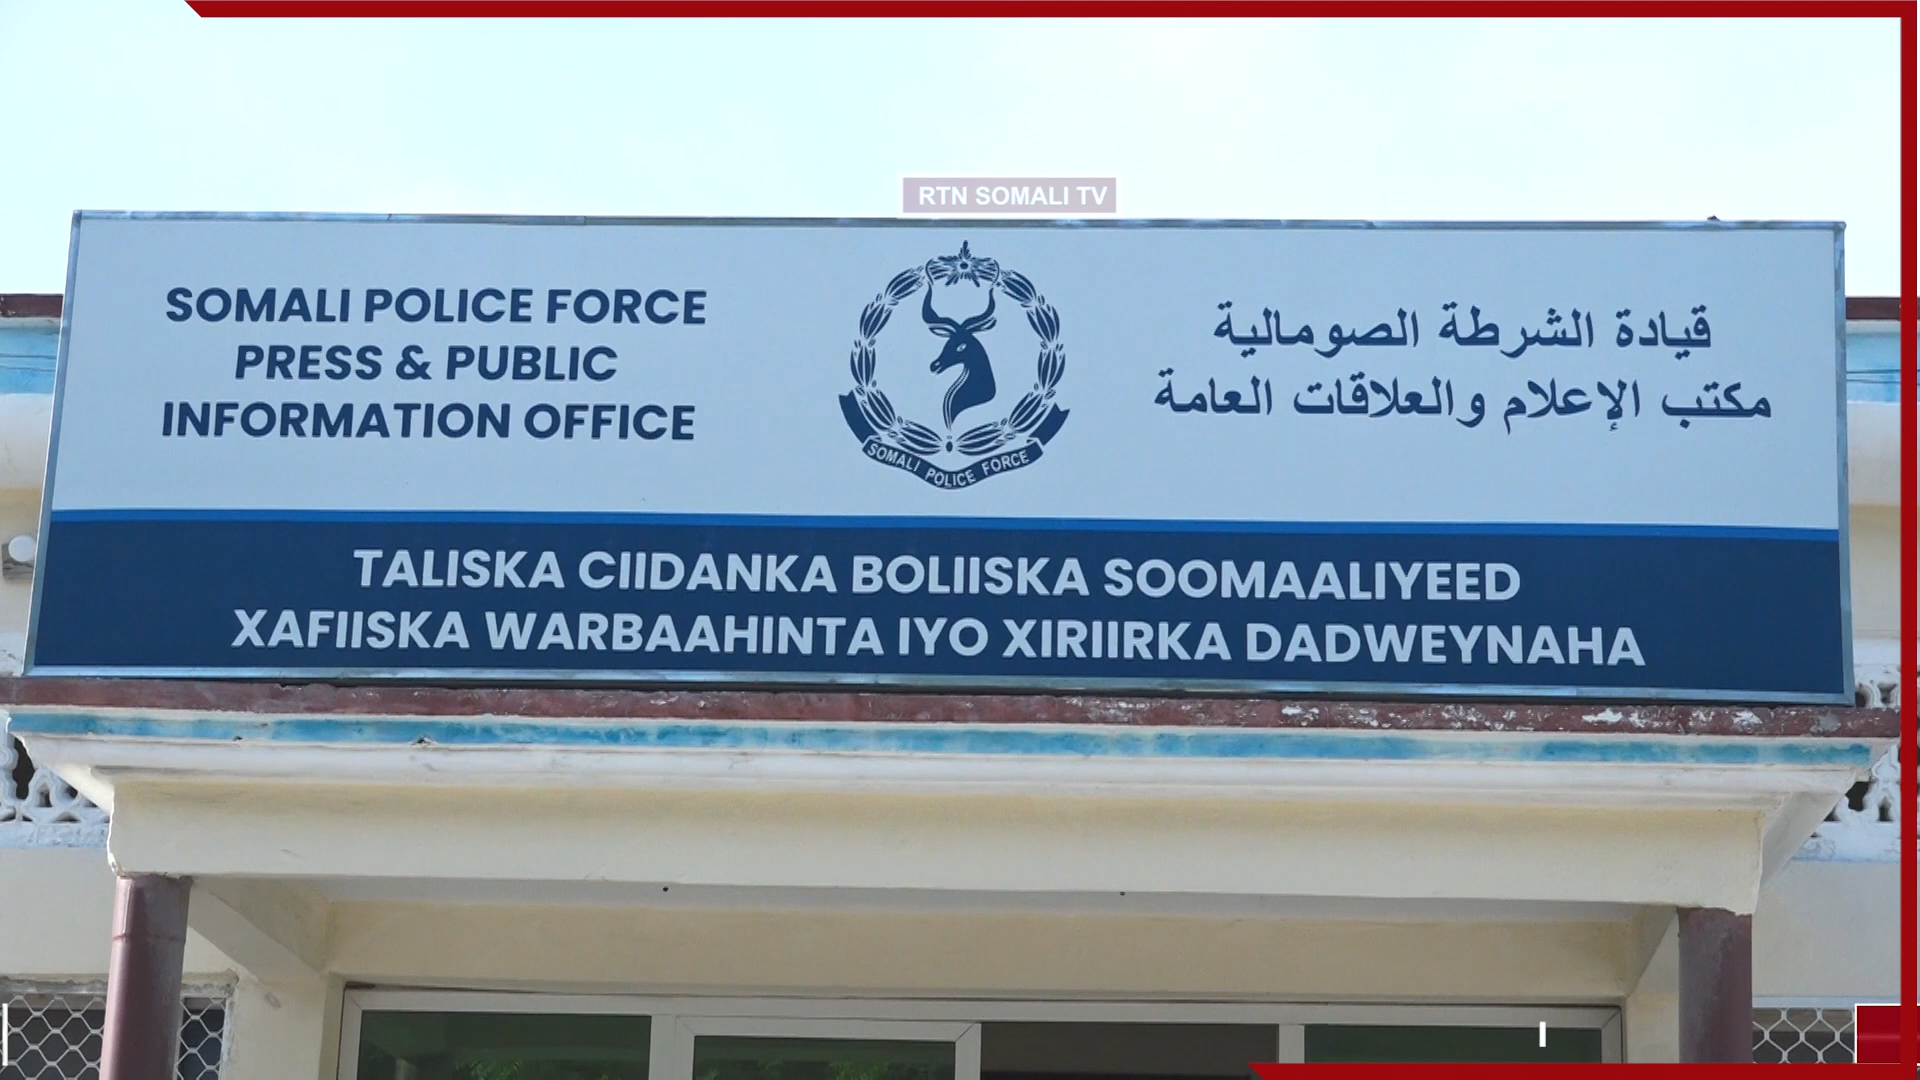 RTN SOMALI TV
SOMALI POLICE FORCE
PRESS & PUBLIC
INFORMATION OFFICE
SOMALI POLICE FORCE
قيادة الشرطة الصومالية
مكتب الإعلام والعلاقات العامة
TALISKA CIIDANKA BOLIISKA SOOMAALIYEED
XAFIISKA WARBAAHINTA IYO XIRIIRKA DADWEYNAHA